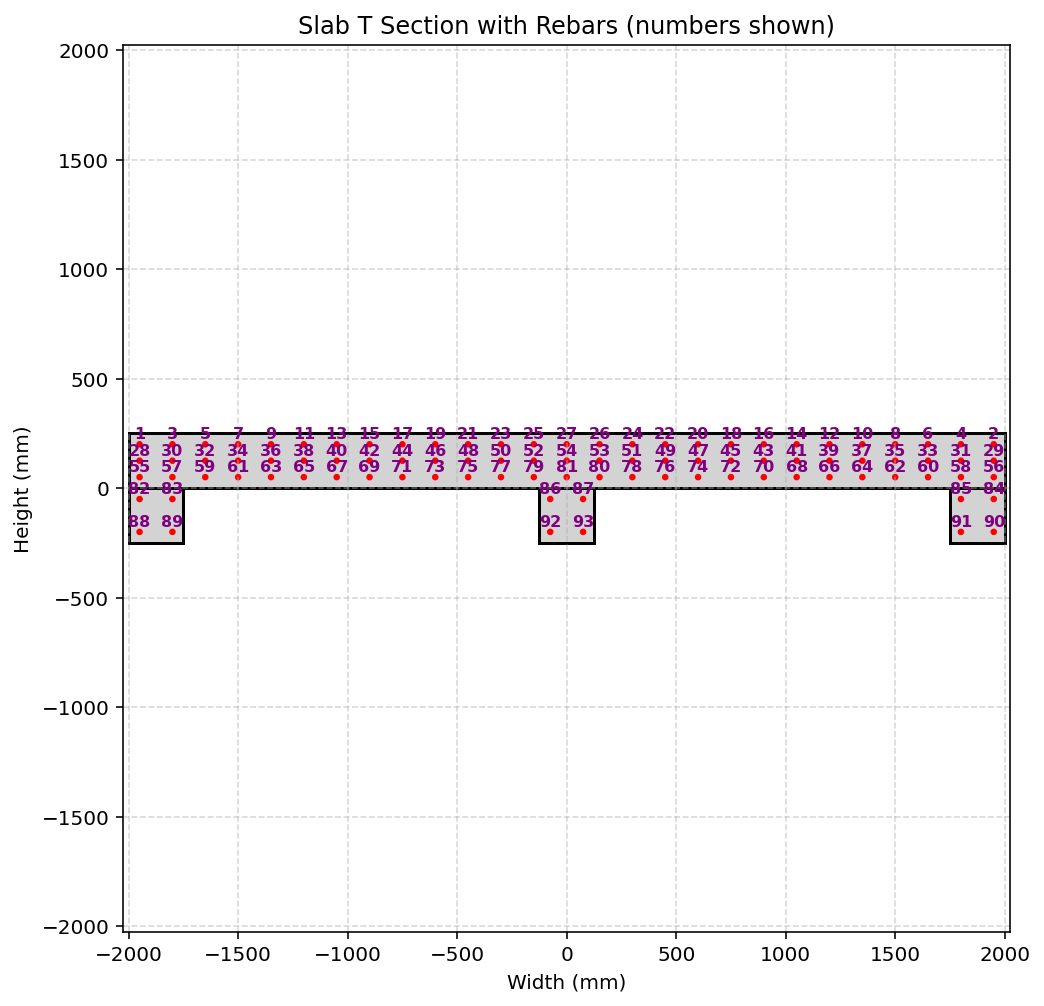 Slab T Section with Rebars (numbers shown)
2000
1500
1000
500
1 3 5 7 9 11 13 15 17 19 21 23 25 27 26 24 22 20 18 16 14 12 10 8 6 4 2
28 30 32 34 36 38 40 42 44 46 48 50 52 54 53 51 49 47 45 43 41 39 37 35 33 31 29
55 57 59 61 63 65 67 69 71 73 75 77 79 81 80 78 76 74 72 70 68 66 64 62 60 58 56
0
82 83 86 87 85 84
88 89 92 93 91 90
−500
−1000
−1500
−2000
−2000 −1500 −1000 −500 0 500 1000 1500 2000
Width (mm)
Height (mm)